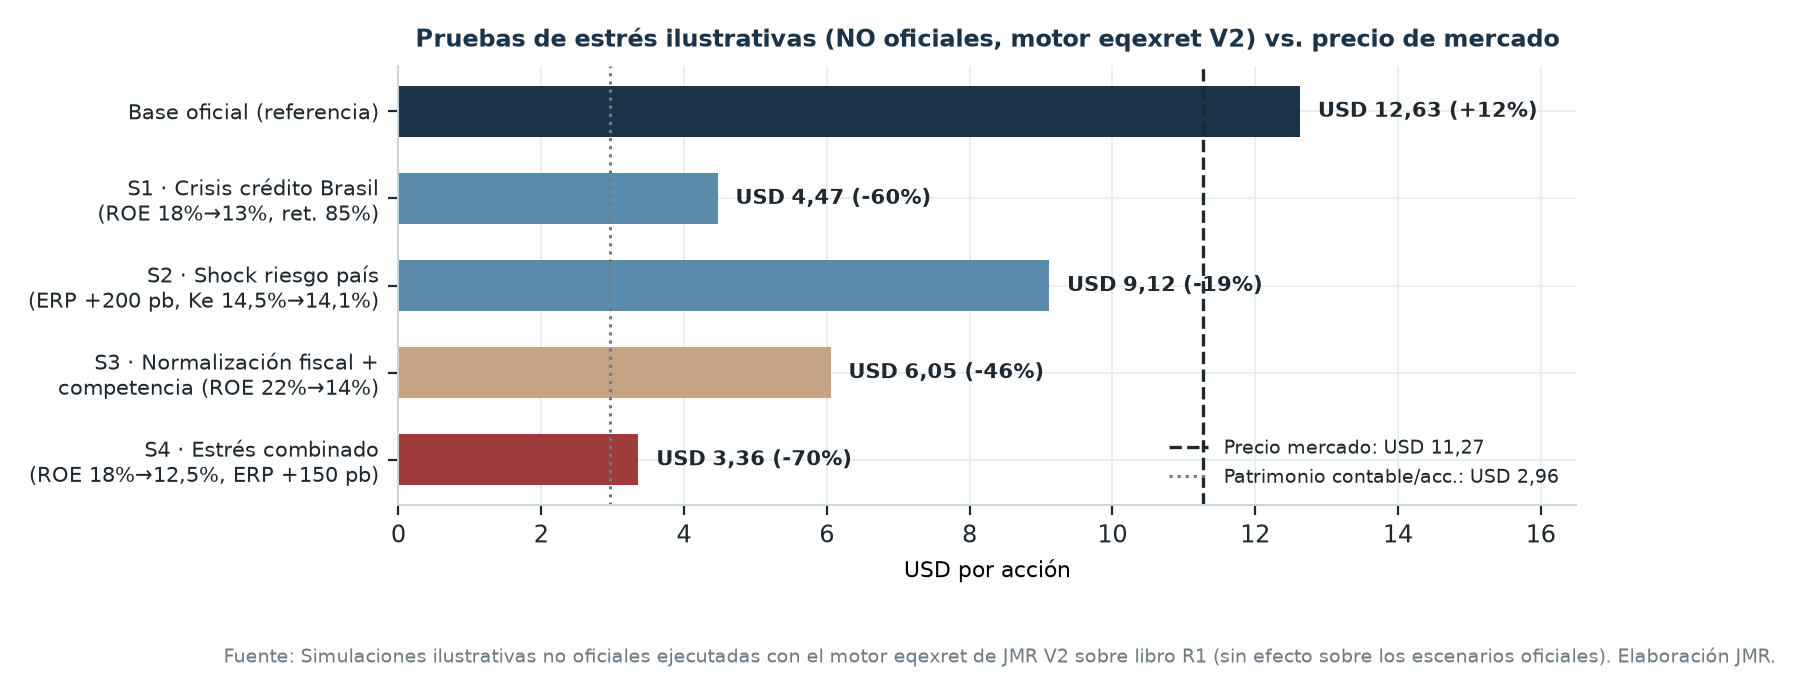 Pruebas de estrés ilustrativas (NO oficiales, motor eqexret V2) vs. precio de mercado
Base oficial (referencia)
USD 12,63 (+12%)
S1 · Crisis crédito Brasil
(ROE 18%→13%, ret. 85%)
USD 4,47 (-60%)
S2 · Shock riesgo país
(ERP +200 pb, Ke 14,5%→14,1%)
USD 9,12 (-19%)
S3 · Normalización fiscal +
competencia (ROE 22%→14%)
USD 6,05 (-46%)
S4 · Estrés combinado
(ROE 18%→12,5%, ERP +150 pb)
USD 3,36 (-70%)
Precio mercado: USD 11,27
Patrimonio contable/acc.: USD 2,96
0 2 4 6 8 10 12 14 16
USD por acción
Fuente: Simulaciones ilustrativas no oficiales ejecutadas con el motor eqexret de JMR V2 sobre libro R1 (sin efecto sobre los escenarios oficiales). Elaboración JMR.